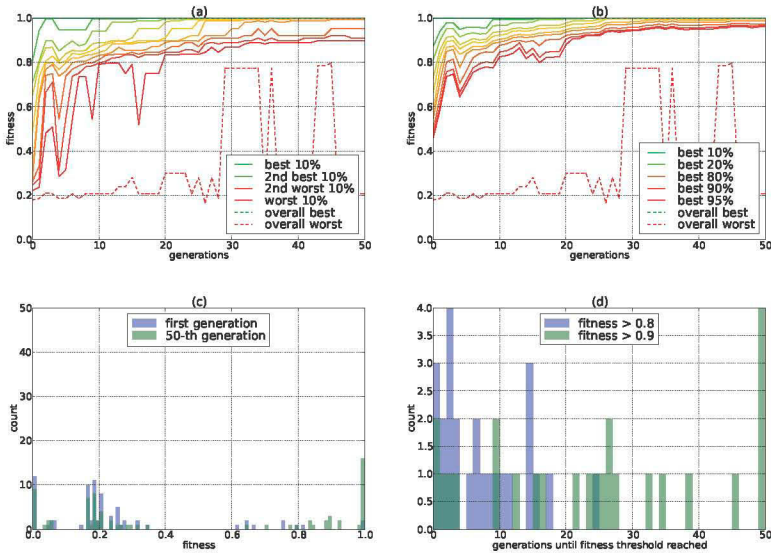 (a)
1.0
0.8
0.6
0.4
0.2
0.0
fitness
0
10
20
30
40
50
generations
best 10%
2nd best 10%
2nd worst 10%
worst 10%
overall best
overall worst
(b)
1.0
0.8
0.6
0.4
0.2
0.0
fitness
0
10
20
30
40
50
generations
best 10%
best 20%
best 80%
best 90%
best 95%
overall best
overall worst
(c)
50
40
30
20
10
0
count
0.0
0.2
0.4
0.6
0.8
1.0
fitness
first generation
50-th generation
(d)
4.0
3.5
3.0
2.5
2.0
1.5
1.0
0.5
0.0
count
0
10
20
30
40
50
generations until fitness threshold reached
fitness > 0.8
fitness > 0.9